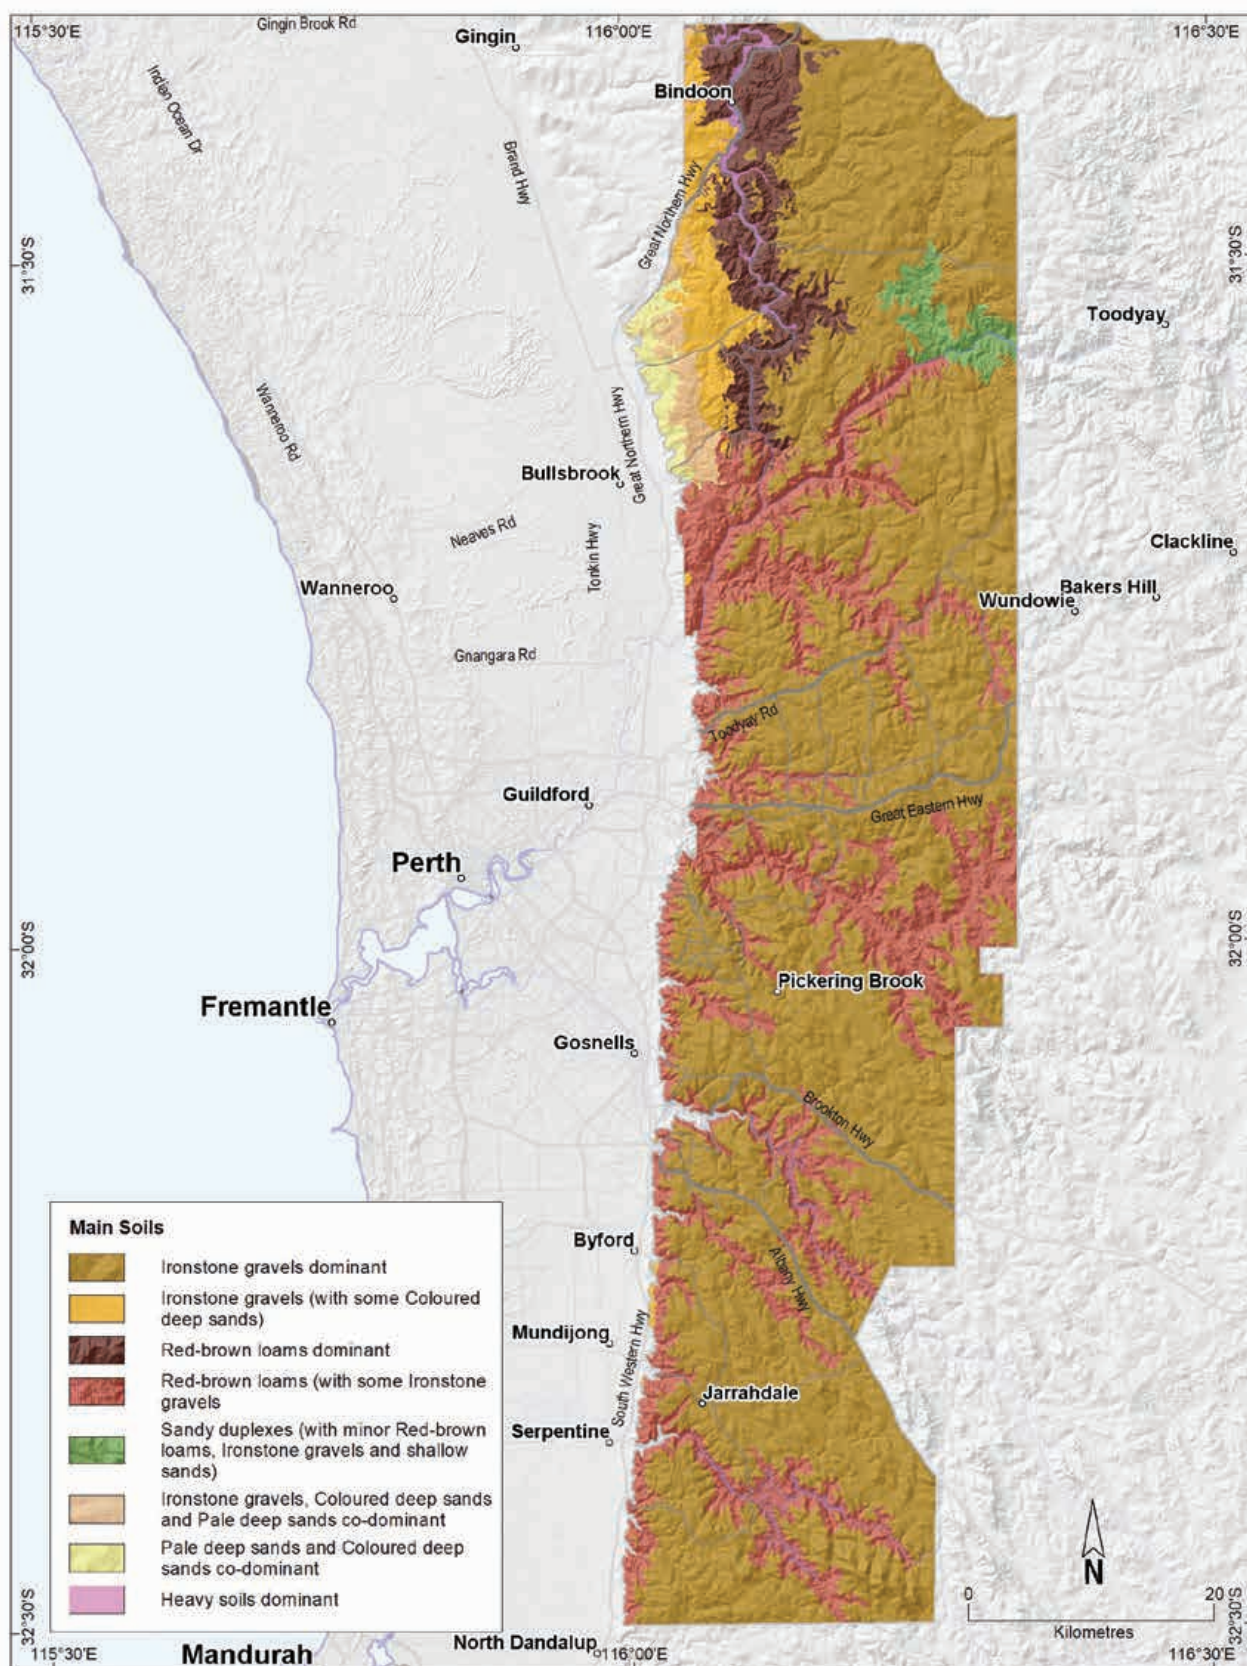 115°30'E
Gingin Brook Rd
116°00'E
116°30'E
Gingin
Indian Ocean Dr
Bindoon
Brand Hwy
Great Northern Hwy
31°30'S
31°30'S
Toodyay
Wanneroo Rd
Great Northern Hwy
Bullsbrook
Neaves Rd
Tonkin Hwy
Clackline
Wanneroo
Bakers Hill
Wundowie
Gnangara Rd
Toodyay Rd
Guildford
Great Eastern Hwy
Perth
32°00'S
32°00'S
Pickering Brook
Fremantle
Gosnells
Brookton Hwy
Byford
Albany Hwy
Mundijong
South Western Hwy
Jarrahdale
Serpentine
Main Soils
Ironstone gravels dominant
Ironstone gravels (with some Coloured
deep sands)
Red-brown loams dominant
Red-brown loams (with some Ironstone
gravels
Sandy duplexes (with minor Red-brown
loams, Ironstone gravels and shallow
sands)
Ironstone gravels, Coloured deep sands
and Pale deep sands co-dominant
Pale deep sands and Coloured deep
sands co-dominant
Heavy soils dominant
N
0
20
Kilometres
32°30'S
32°30'S
North Dandalup
Mandurah
115°30'E
116°00'E
116°30'E